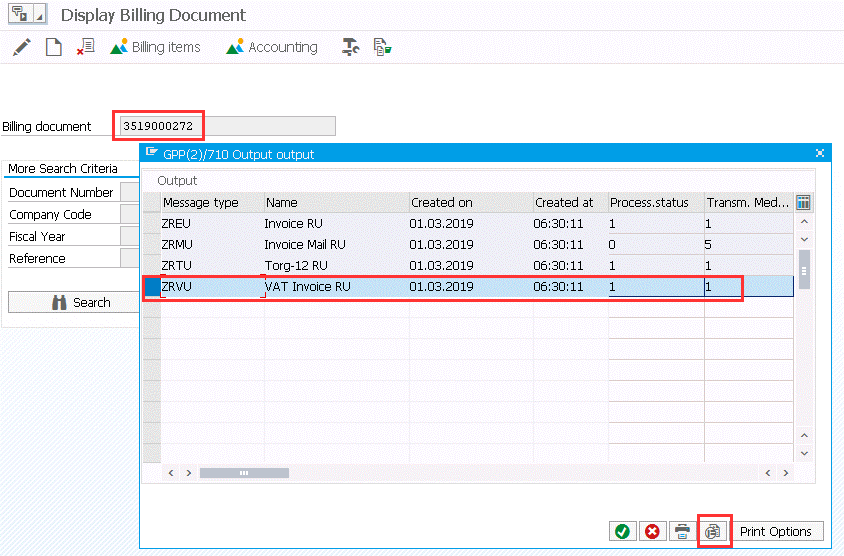 Display Billing Document
Billing items Accounting
Billing document 3519000272
GPP(2)/710 Output output
More Search Criteria
Document Number
Company Code
Fiscal Year
Reference
Search
Output
Message type Name Created on Created at Process.status Transm. Med...
ZREU Invoice RU 01.03.2019 06:30:11 1 1
ZRMU Invoice Mail RU 01.03.2019 06:30:11 0 5
ZRTU Torg-12 RU 01.03.2019 06:30:11 1 1
ZRVU VAT Invoice RU 01.03.2019 06:30:11 1 1
Print Options